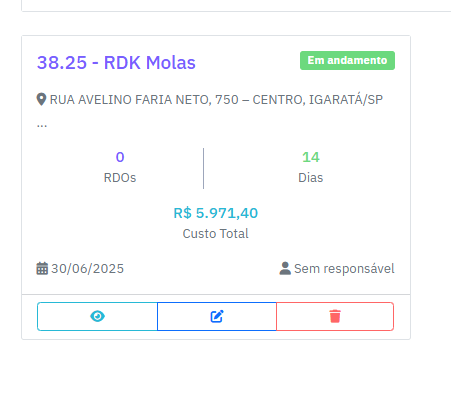 38.25 - RDK Molas
Em andamento
RUA AVELINO FARIA NETO, 750 – CENTRO, IGARATÁ/SP
...
0
RDOs
14
Dias
R$ 5.971,40
Custo Total
30/06/2025
Sem responsável